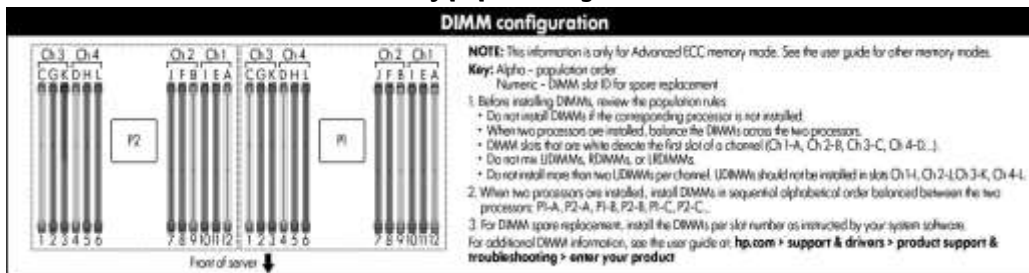 DIMM configuration
Ch 3 Ch 4 Ch 2 Ch 1 Ch 3 Ch 4 Ch 2 Ch 1
C G K D H L J F B I E A C G K D H L J F B I E A
P2 P1
1 2 3 4 5 6 7 8 9 10 11 12 1 2 3 4 5 6 7 8 9 10 11 12
Front of server
NOTE: This information is only for Advanced ECC memory mode. See the user guide for other memory modes.
Key: Alpha - population order
Numeric - DIMM slot ID for spare replacement
1. Before installing DIMMs, review the population rules
• Do not install DIMMs if the corresponding processor is not installed.
• When two processors are installed, balance the DIMMs across the two processors.
• DIMM slots that are white denote the first slot of a channel (Ch 1-A, Ch 2-B, Ch 3-C, Ch 4-D...).
• Do not mix UDIMMs, RDIMMs, or LRDIMMs.
• Do not install more than two UDIMMs per channel. UDIMMs should not be installed in slots Ch 1-I, Ch 2-J, Ch 3-K, Ch 4-L.
2. When two processors are installed, install DIMMs in sequential alphabetical order balanced between the two
processors: P1-A, P2-A, P1-B, P2-B, P1-C, P2-C...
3. For DIMM spare replacement, install the DIMMs per slot number as instructed by your system software.
For additional DIMM information, see the user guide at: hp.com > support & drivers > product support &
troubleshooting > enter your product